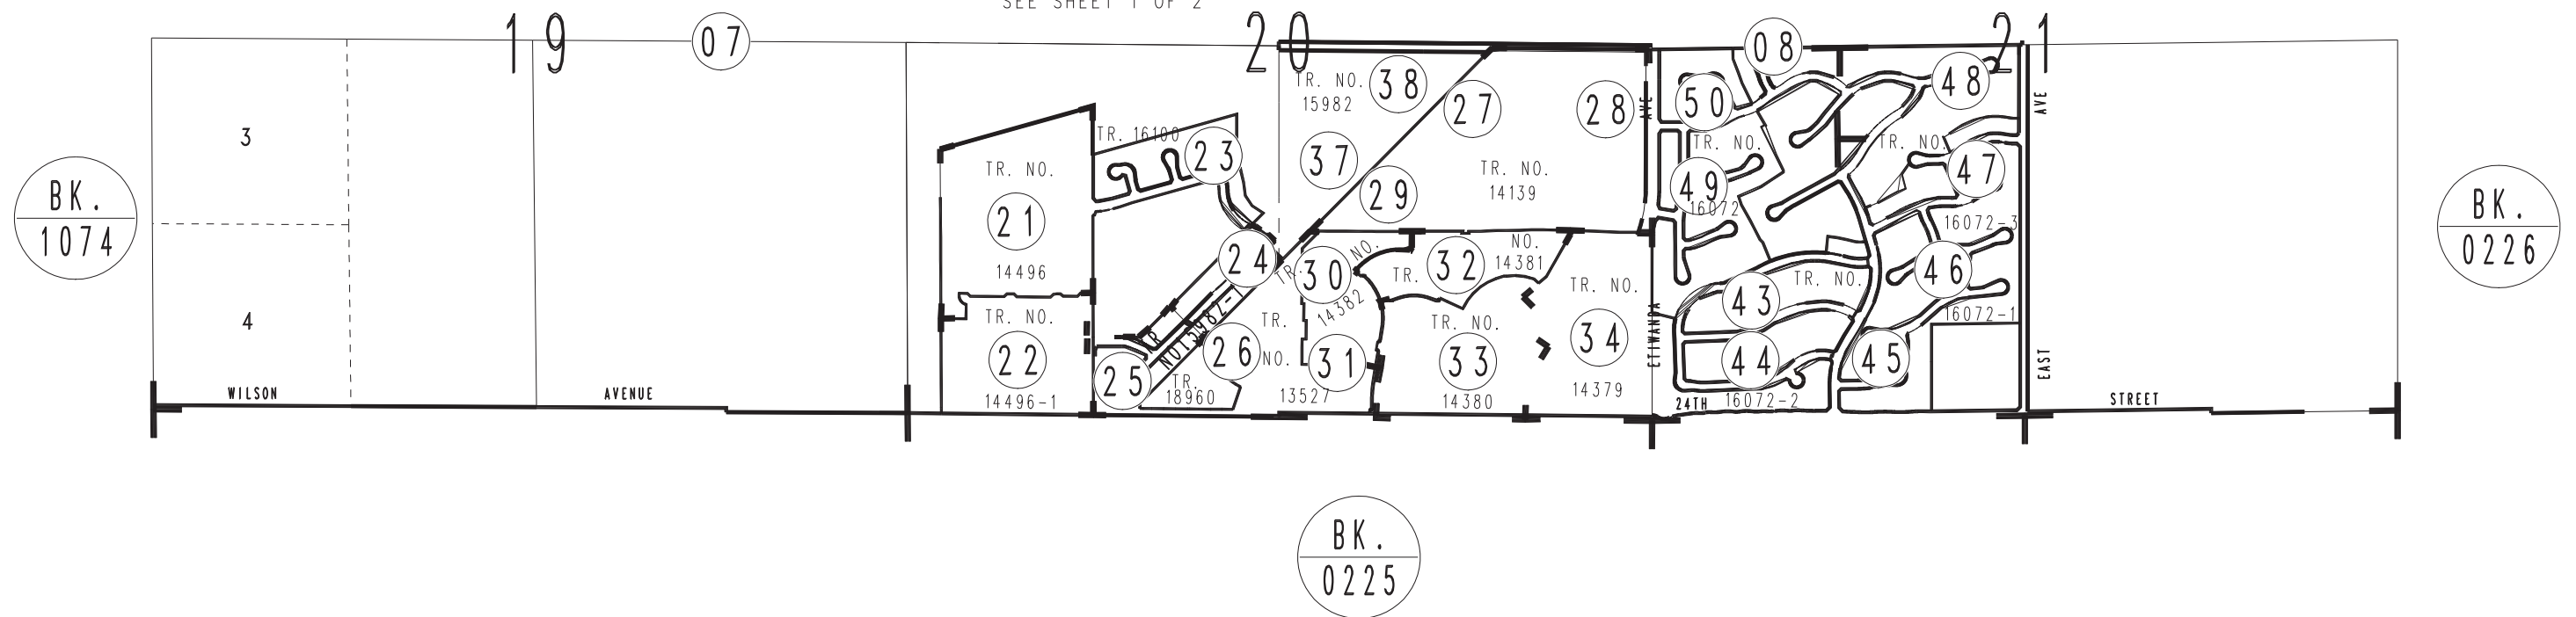 SEE SHEET 1 OF 2
19
07
20
08
21
TR. NO.
15982
38
27
28
AVE
50
48
AVE
3
TR. 16100
23
37
TR. NO.
14139
TR. NO.
TR. NO.
47
BK.
1074
TR. NO.
21
14496
29
49
16072
16072-3
BK.
0226
24
TR. NO.
30
14382
TR.
32
NO.
14381
TR. NO.
34
14379
ETIWANDA
43
TR. NO.
46
16072-1
4
TR. NO.
22
14496-1
25
TR.
NO15982-1
26
TR.
18960
TR.
NO.
13527
31
TR. NO.
33
14380
44
45
EAST
WILSON
AVENUE
24TH
16072-2
STREET
BK.
0225